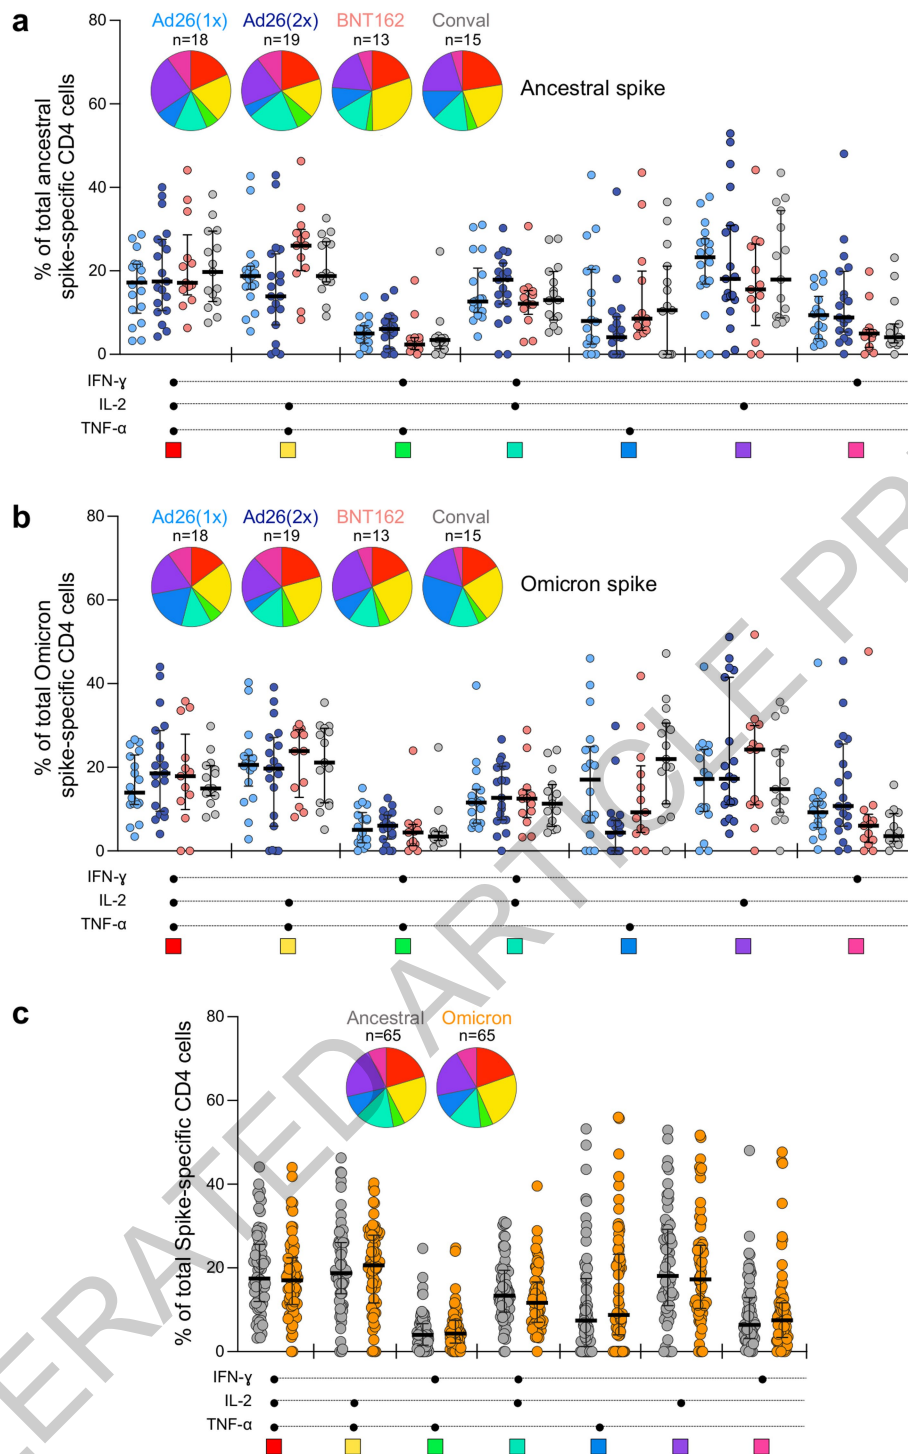 a
Ad26(1x) Ad26(2x) BNT162 Conval
n=18 n=19 n=13 n=15
Ancestral spike
% of total ancestral
spike-specific CD4 cells
80
60
40
20
0
IFN-ɣ
IL-2
TNF-α
b
Ad26(1x) Ad26(2x) BNT162 Conval
n=18 n=19 n=13 n=15
Omicron spike
% of total Omicron
spike-specific CD4 cells
80
60
40
20
0
IFN-ɣ
IL-2
TNF-α
c
Ancestral Omicron
n=65 n=65
% of total Spike-specific CD4 cells
80
60
40
20
0
IFN-ɣ
IL-2
TNF-α
ERATED ARTICLE PR